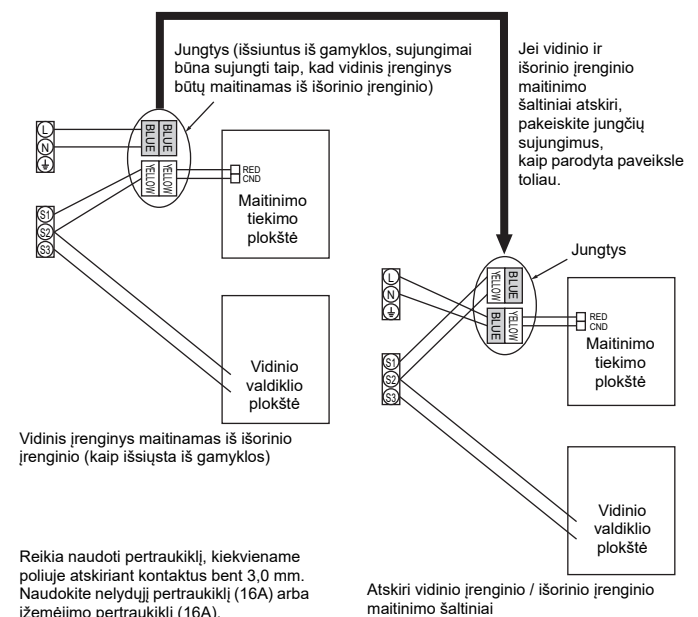 Jungtys (išsiuntus iš gamyklos, sujungimai
būna sujungti taip, kad vidinis įrenginys
būtų maitinamas iš išorinio įrenginio)
L
N
BLUE
BLUE
YELLOW
YELLOW
RED
CND
Maitinimo
tiekimo
plokštė
S1
S2
S3
Vidinio
valdiklio
plokštė
Vidinis įrenginys maitinamas iš išorinio
įrenginio (kaip išsiųsta iš gamyklos)
Jei vidinio ir
išorinio įrenginio
maitinimo
šaltiniai atskiri,
pakeiskite jungčių
sujungimus,
kaip parodyta paveiksle
toliau.
Jungtys
L
N
YELLOW
BLUE
BLUE
YELLOW
RED
CND
Maitinimo
tiekimo
plokštė
S1
S2
S3
Vidinio
valdiklio
plokštė
Atskiri vidinio įrenginio / išorinio įrenginio
maitinimo šaltiniai
Reikia naudoti pertraukiklį, kiekviename
poliuje atskiriant kontaktus bent 3,0 mm.
Naudokite nelydųjį pertraukiklį (16A) arba
įžemėjimo pertraukiklį (16A).